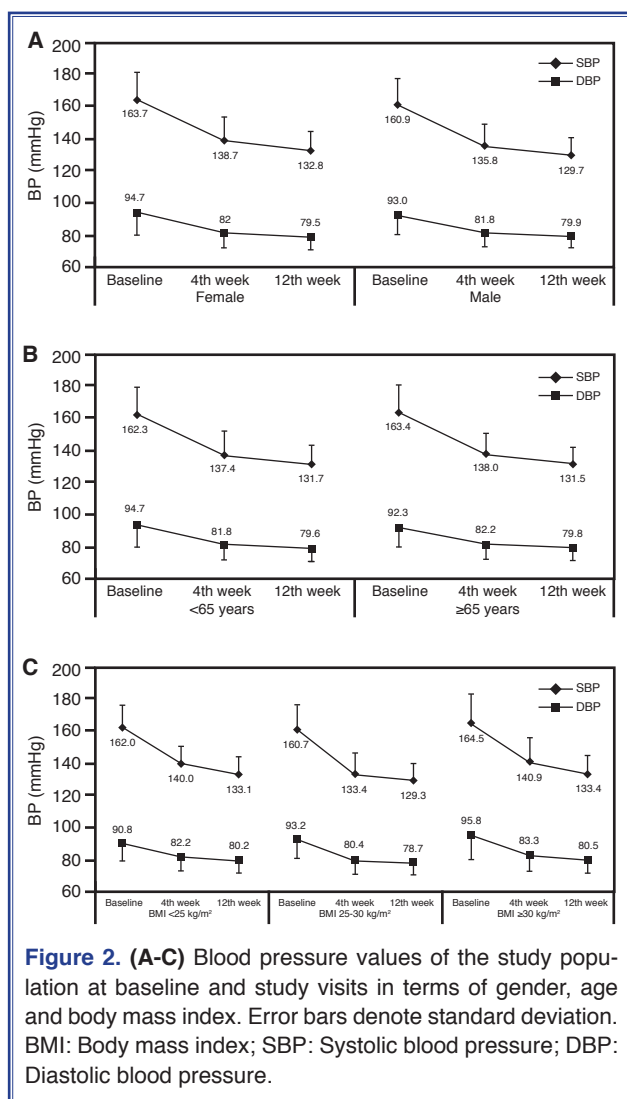 A
200
180
160
140
120
100
80
60
BP (mmHg)
SBP
DBP
163.7
138.7
132.8
94.7
82
79.5
160.9
135.8
129.7
93.0
81.8
79.9
Baseline 4th week 12th week Baseline 4th week 12th week
Female Male
B
200
180
160
140
130
100
80
60
BP (mmHg)
SBP
DBP
162.3
137.4
131.7
94.7
81.8
79.6
163.4
138.0
131.5
92.3
82.2
79.8
Baseline 4th week 12th week Baseline 4th week 12th week
<65 years ≥65 years
C
200
180
160
140
130
100
80
60
BP (mmHg)
SBP
DBP
162.0
140.0
133.1
90.8
82.2
80.2
160.7
133.4
129.3
93.2
80.4
78.7
164.5
140.9
133.4
95.8
83.3
80.5
Baseline 4th week 12th week Baseline 4th week 12th week Baseline 4th week 12th week
BMI <25 kg/m² BMI 25-30 kg/m² BMI ≥30 kg/m²
Figure 2. (A-C) Blood pressure values of the study popu-
lation at baseline and study visits in terms of gender, age
and body mass index. Error bars denote standard deviation.
BMI: Body mass index; SBP: Systolic blood pressure; DBP:
Diastolic blood pressure.